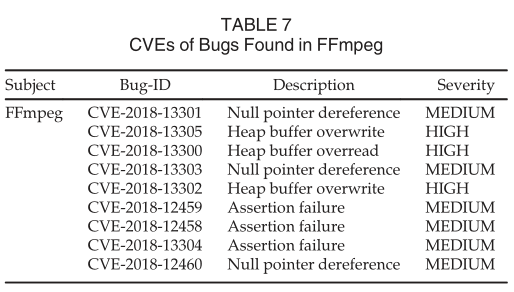 TABLE 7
CVEs of Bugs Found in FFmpeg
Subject Bug-ID Description Severity
FFmpeg CVE-2018-13301 Null pointer dereference MEDIUM
CVE-2018-13305 Heap buffer overwrite HIGH
CVE-2018-13300 Heap buffer overread HIGH
CVE-2018-13303 Null pointer dereference MEDIUM
CVE-2018-13302 Heap buffer overwrite HIGH
CVE-2018-12459 Assertion failure MEDIUM
CVE-2018-12458 Assertion failure MEDIUM
CVE-2018-13304 Assertion failure MEDIUM
CVE-2018-12460 Null pointer dereference MEDIUM